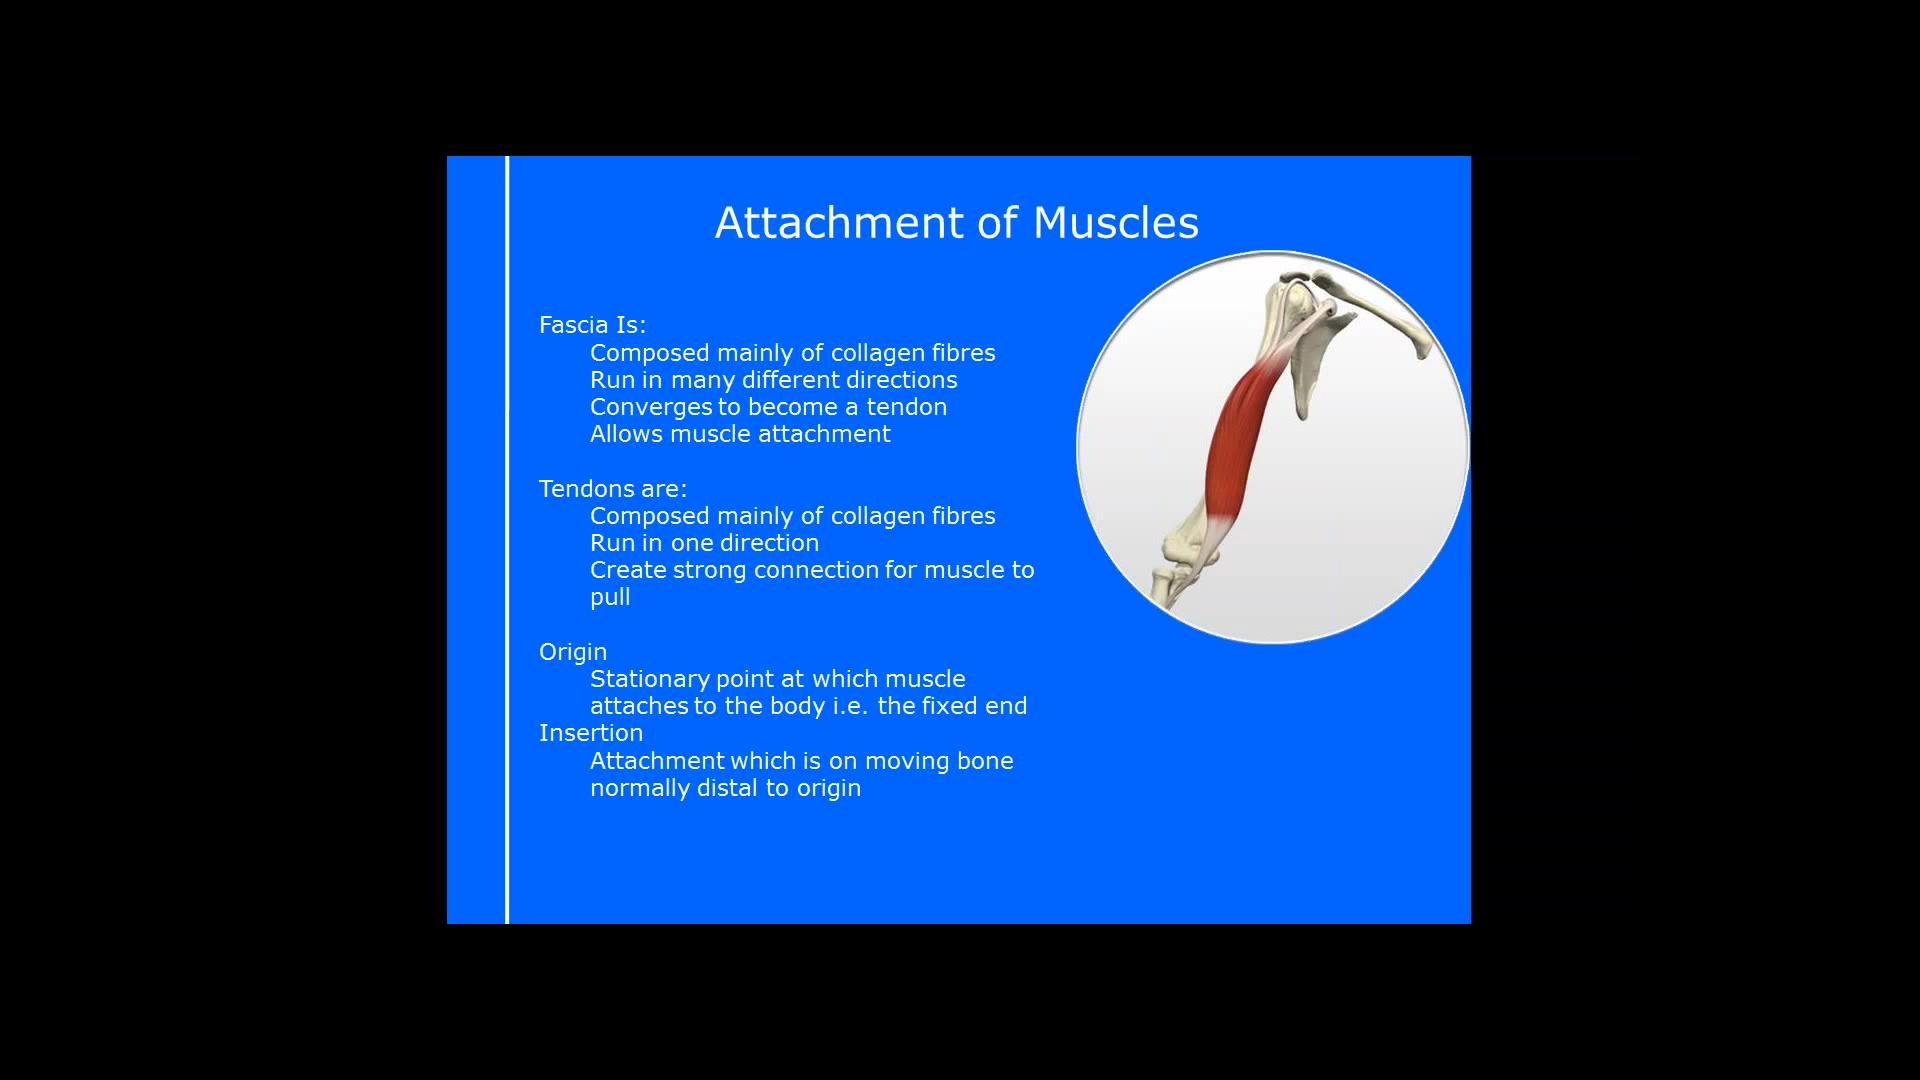 Attachment of Muscles
Fascia Is:
Composed mainly of collagen fibres
Run in many different directions
Converges to become a tendon
Allows muscle attachment
Tendons are:
Composed mainly of collagen fibres
Run in one direction
Create strong connection for muscle to
pull
Origin
Stationary point at which muscle
attaches to the body i.e. the fixed end
Insertion
Attachment which is on moving bone
normally distal to origin